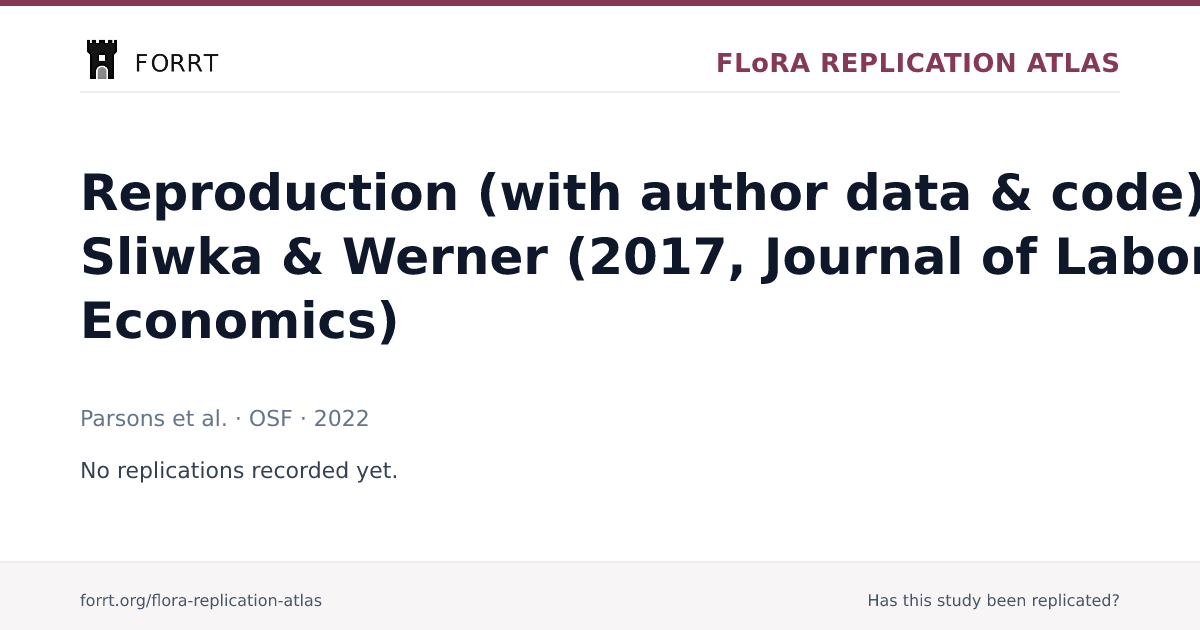 FORRT
FLoRA REPLICATION ATLAS
Reproduction (with author data & code)
Sliwka & Werner (2017, Journal of Labor
Economics)
Parsons et al. · OSF · 2022
No replications recorded yet.
forrt.org/flora-replication-atlas
Has this study been replicated?